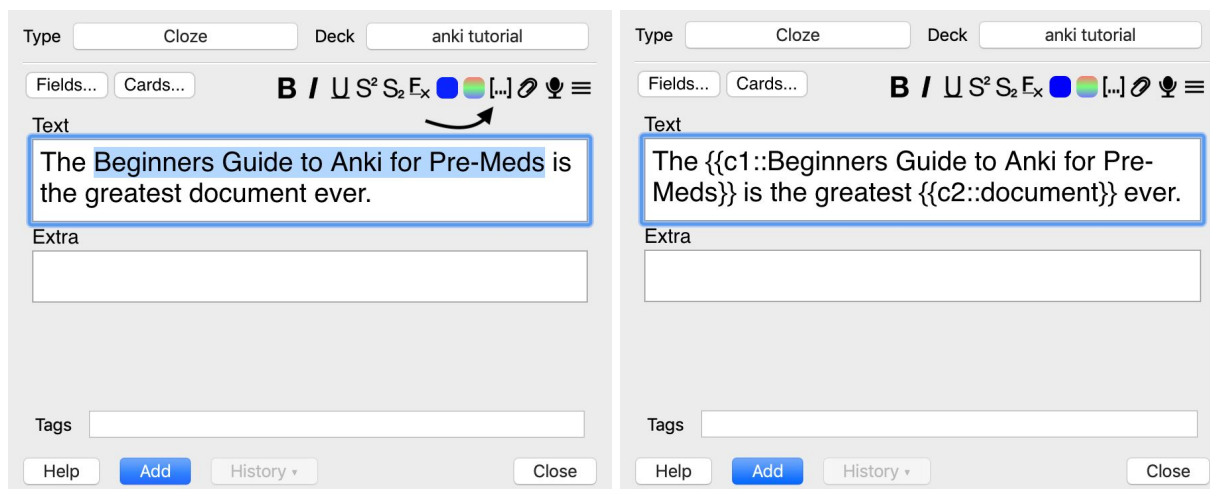 Type Cloze Deck anki tutorial
Fields... Cards... B I U S² S₂ Ex [...]
Text
The Beginners Guide to Anki for Pre-Meds is
the greatest document ever.
Extra
Tags
Help Add History ▾ Close
Type Cloze Deck anki tutorial
Fields... Cards... B I U S² S₂ Ex [...]
Text
The {{c1::Beginners Guide to Anki for Pre-
Meds}} is the greatest {{c2::document}} ever.
Extra
Tags
Help Add History ▾ Close